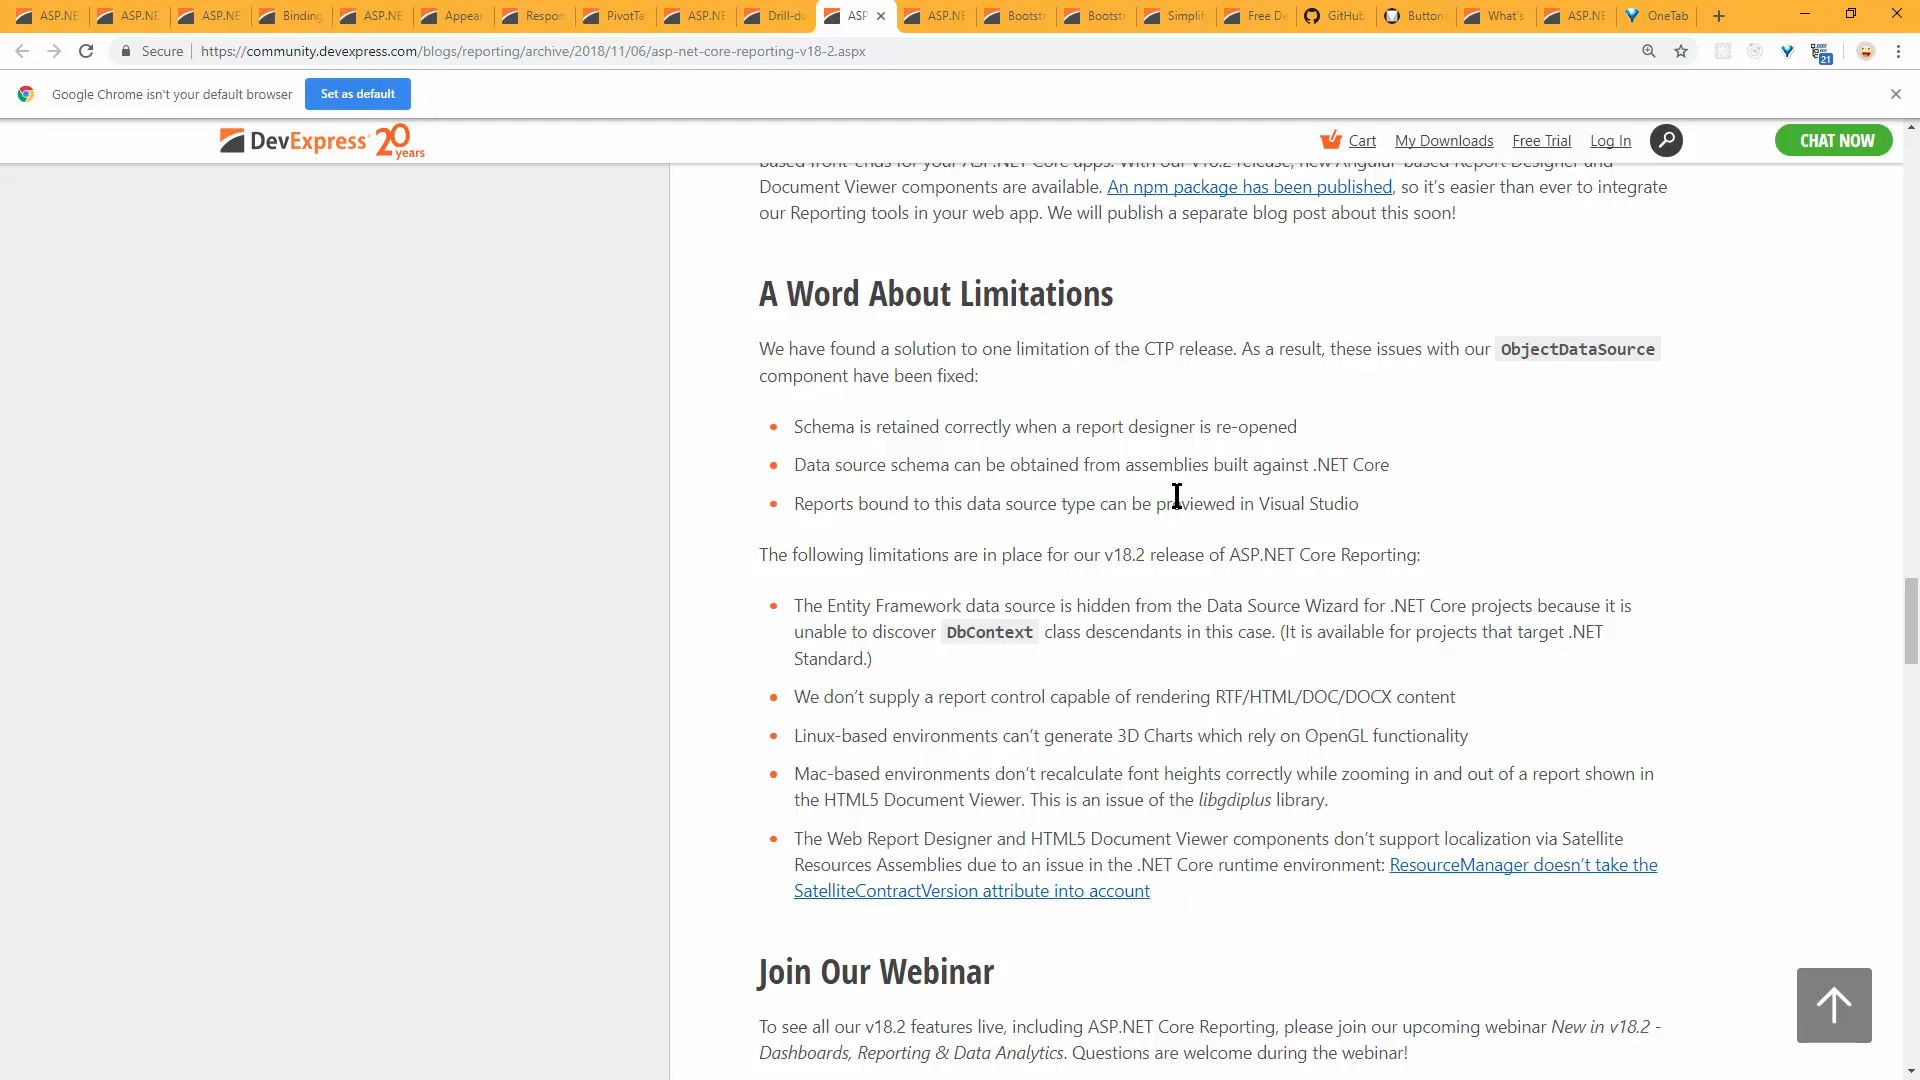 ASP.NE ASP.NE ASP.NE Binding ASP.NE Appear Respon PivotTa ASP.NE Drill-do ASP ASP.NE Bootst Bootst Simplif Free De GitHub Button What's ASP.NE OneTab
Secure https://community.devexpress.com/blogs/reporting/archive/2018/11/06/asp-net-core-reporting-v18-2.aspx 21
Google Chrome isn't your default browser Set as default
DevExpress 20 years Cart My Downloads Free Trial Log In CHAT NOW
based front-ends for your ASP.NET Core apps. With our v18.2 release, new Angular-based Report Designer and
Document Viewer components are available. An npm package has been published, so it's easier than ever to integrate
our Reporting tools in your web app. We will publish a separate blog post about this soon!
A Word About Limitations
We have found a solution to one limitation of the CTP release. As a result, these issues with our ObjectDataSource
component have been fixed:
• Schema is retained correctly when a report designer is re-opened
• Data source schema can be obtained from assemblies built against .NET Core
• Reports bound to this data source type can be previewed in Visual Studio
The following limitations are in place for our v18.2 release of ASP.NET Core Reporting:
• The Entity Framework data source is hidden from the Data Source Wizard for .NET Core projects because it is
unable to discover DbContext class descendants in this case. (It is available for projects that target .NET
Standard.)
• We don't supply a report control capable of rendering RTF/HTML/DOC/DOCX content
• Linux-based environments can't generate 3D Charts which rely on OpenGL functionality
• Mac-based environments don't recalculate font heights correctly while zooming in and out of a report shown in
the HTML5 Document Viewer. This is an issue of the libgdiplus library.
• The Web Report Designer and HTML5 Document Viewer components don't support localization via Satellite
Resources Assemblies due to an issue in the .NET Core runtime environment: ResourceManager doesn't take the
SatelliteContractVersion attribute into account
Join Our Webinar
To see all our v18.2 features live, including ASP.NET Core Reporting, please join our upcoming webinar New in v18.2 -
Dashboards, Reporting & Data Analytics. Questions are welcome during the webinar!